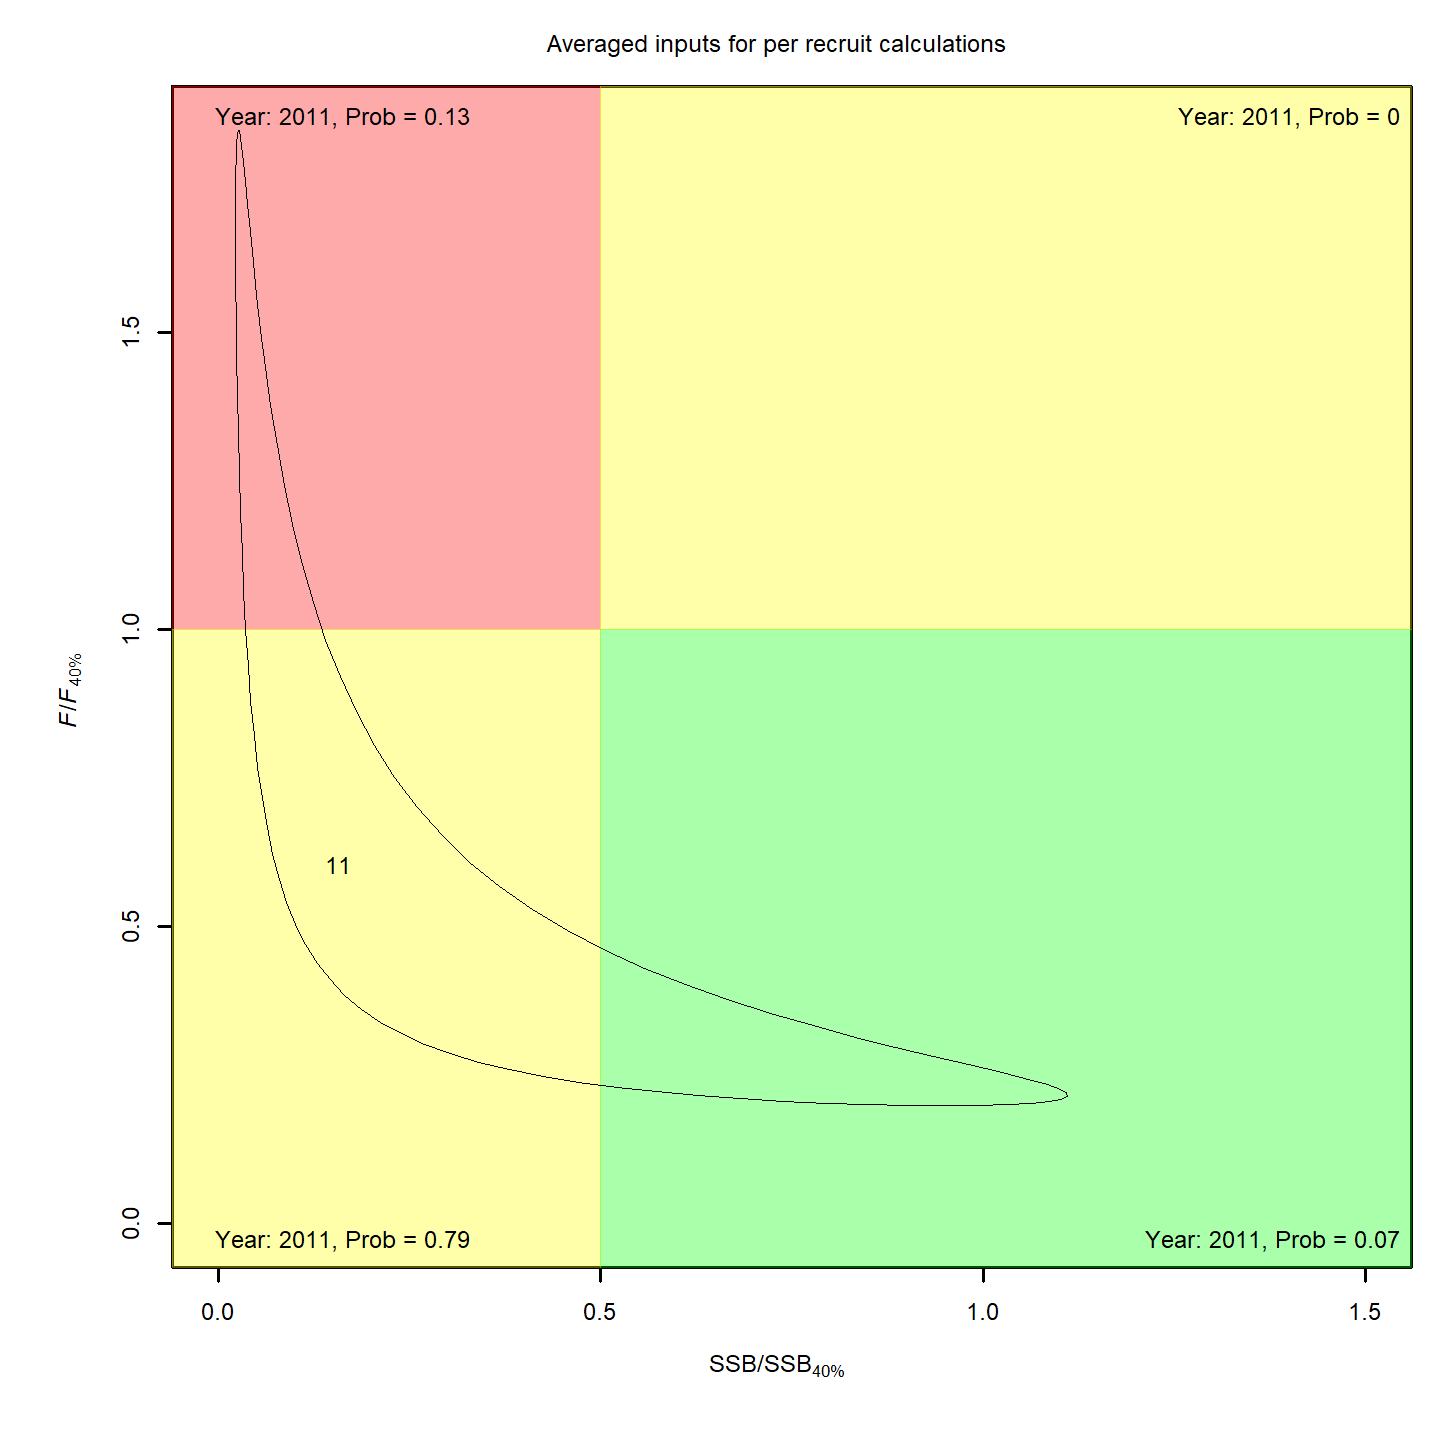 Averaged inputs for per recruit calculations
Year: 2011, Prob = 0.13
Year: 2011, Prob = 0
1.5
1.0
F/F40%
11
0.5
0.0
Year: 2011, Prob = 0.79
Year: 2011, Prob = 0.07
0.0
0.5
1.0
1.5
SSB/SSB40%